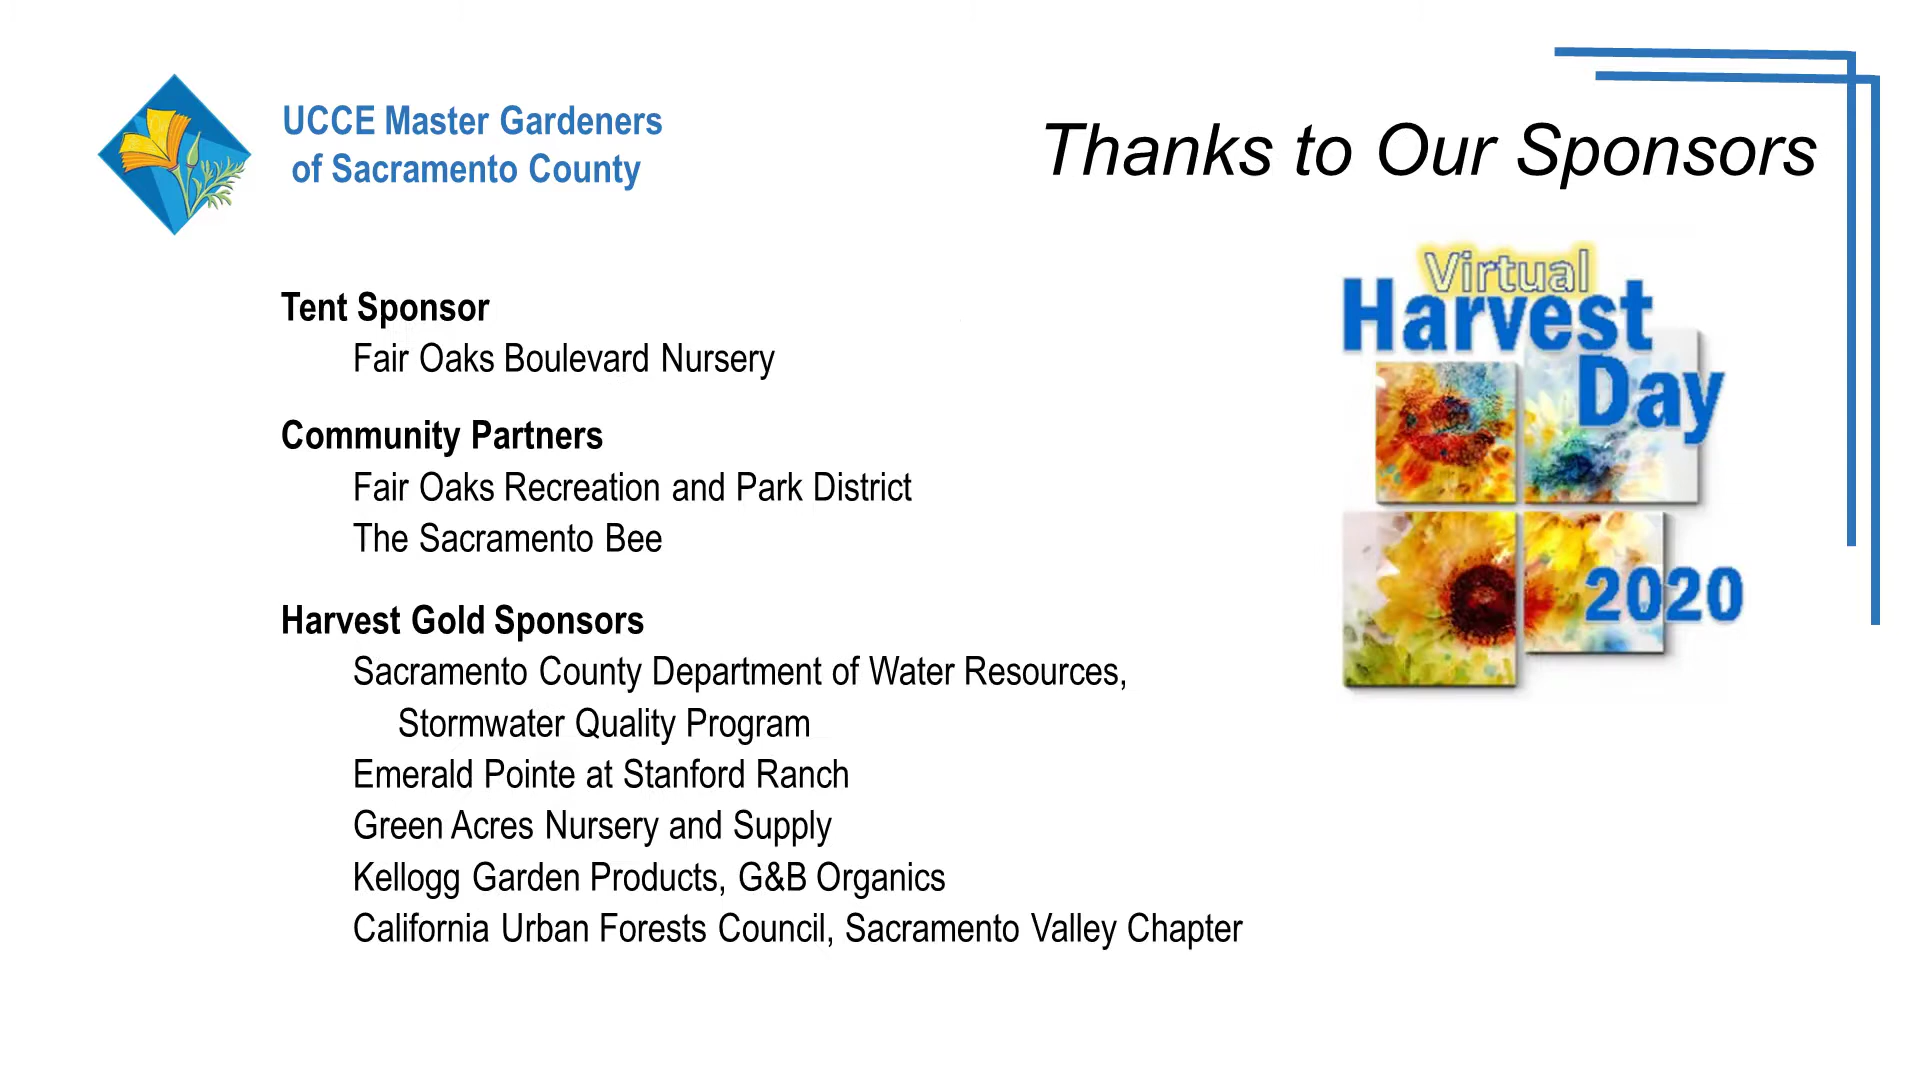 UCCE Master Gardeners
of Sacramento County
Thanks to Our Sponsors
Virtual
Harvest
Day
2020
Tent Sponsor
Fair Oaks Boulevard Nursery
Community Partners
Fair Oaks Recreation and Park District
The Sacramento Bee
Harvest Gold Sponsors
Sacramento County Department of Water Resources,
Stormwater Quality Program
Emerald Pointe at Stanford Ranch
Green Acres Nursery and Supply
Kellogg Garden Products, G&B Organics
California Urban Forests Council, Sacramento Valley Chapter